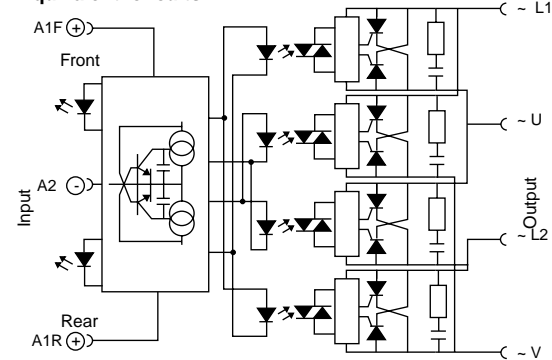 A1F +
Front
A2 -
Input
Rear
A1R +
~ L1
~ U
Output
~ L2
~ V